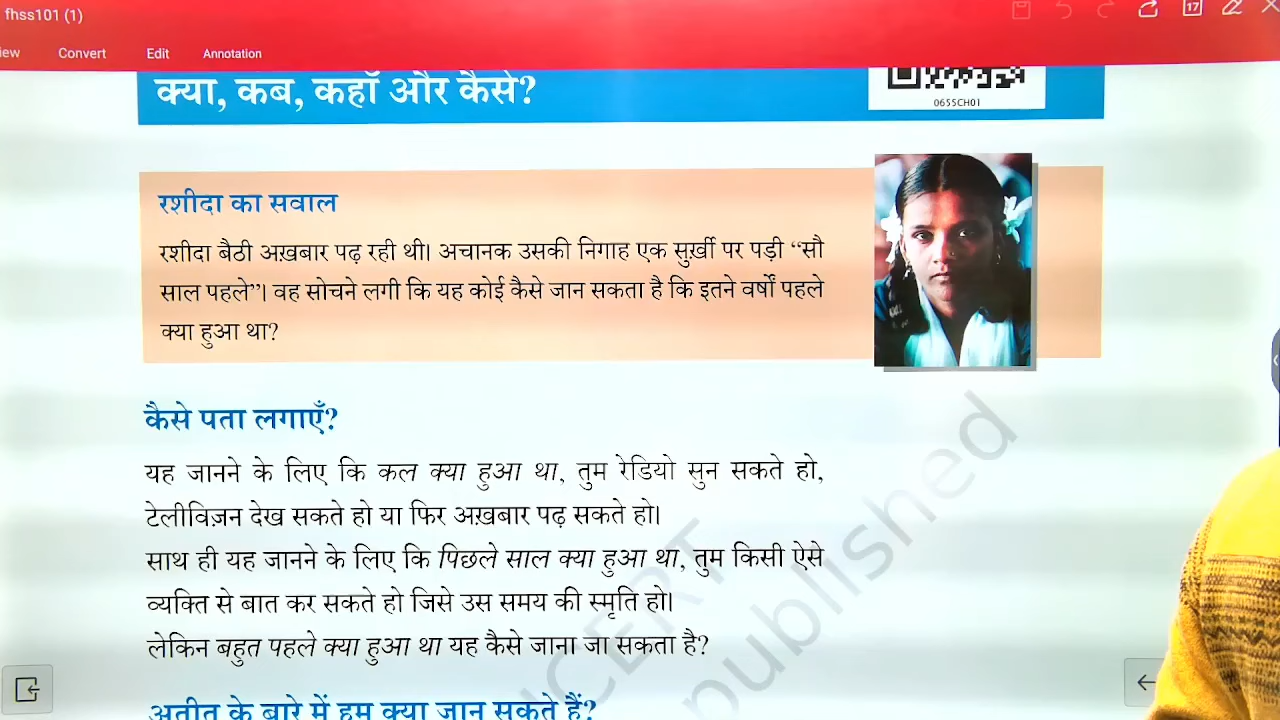 fhss101 (1)
17
Convert
Edit
Annotation
क्या, कब, कहाँ और कैसे?
0655CH01
रशीदा का सवाल
रशीदा बैठी अख़बार पढ़ रही थी। अचानक उसकी निगाह एक सुर्ख़ी पर पड़ी “सौ
साल पहले”। वह सोचने लगी कि यह कोई कैसे जान सकता है कि इतने वर्षों पहले
क्या हुआ था?
कैसे पता लगाएँ?
यह जानने के लिए कि कल क्या हुआ था, तुम रेडियो सुन सकते हो,
टेलीविज़न देख सकते हो या फिर अख़बार पढ़ सकते हो।
साथ ही यह जानने के लिए कि पिछले साल क्या हुआ था, तुम किसी ऐसे
व्यक्ति से बात कर सकते हो जिसे उस समय की स्मृति हो।
लेकिन बहुत पहले क्या हुआ था यह कैसे जाना जा सकता है?
अतीत के बारे में हम क्या जान सकते हैं?
NCERT
published